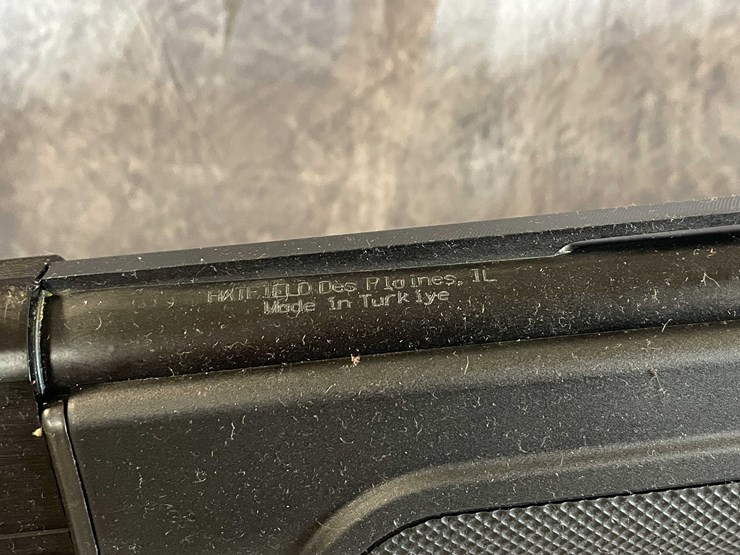 HATFIELD Des Plaines, IL
Made in Turkiye